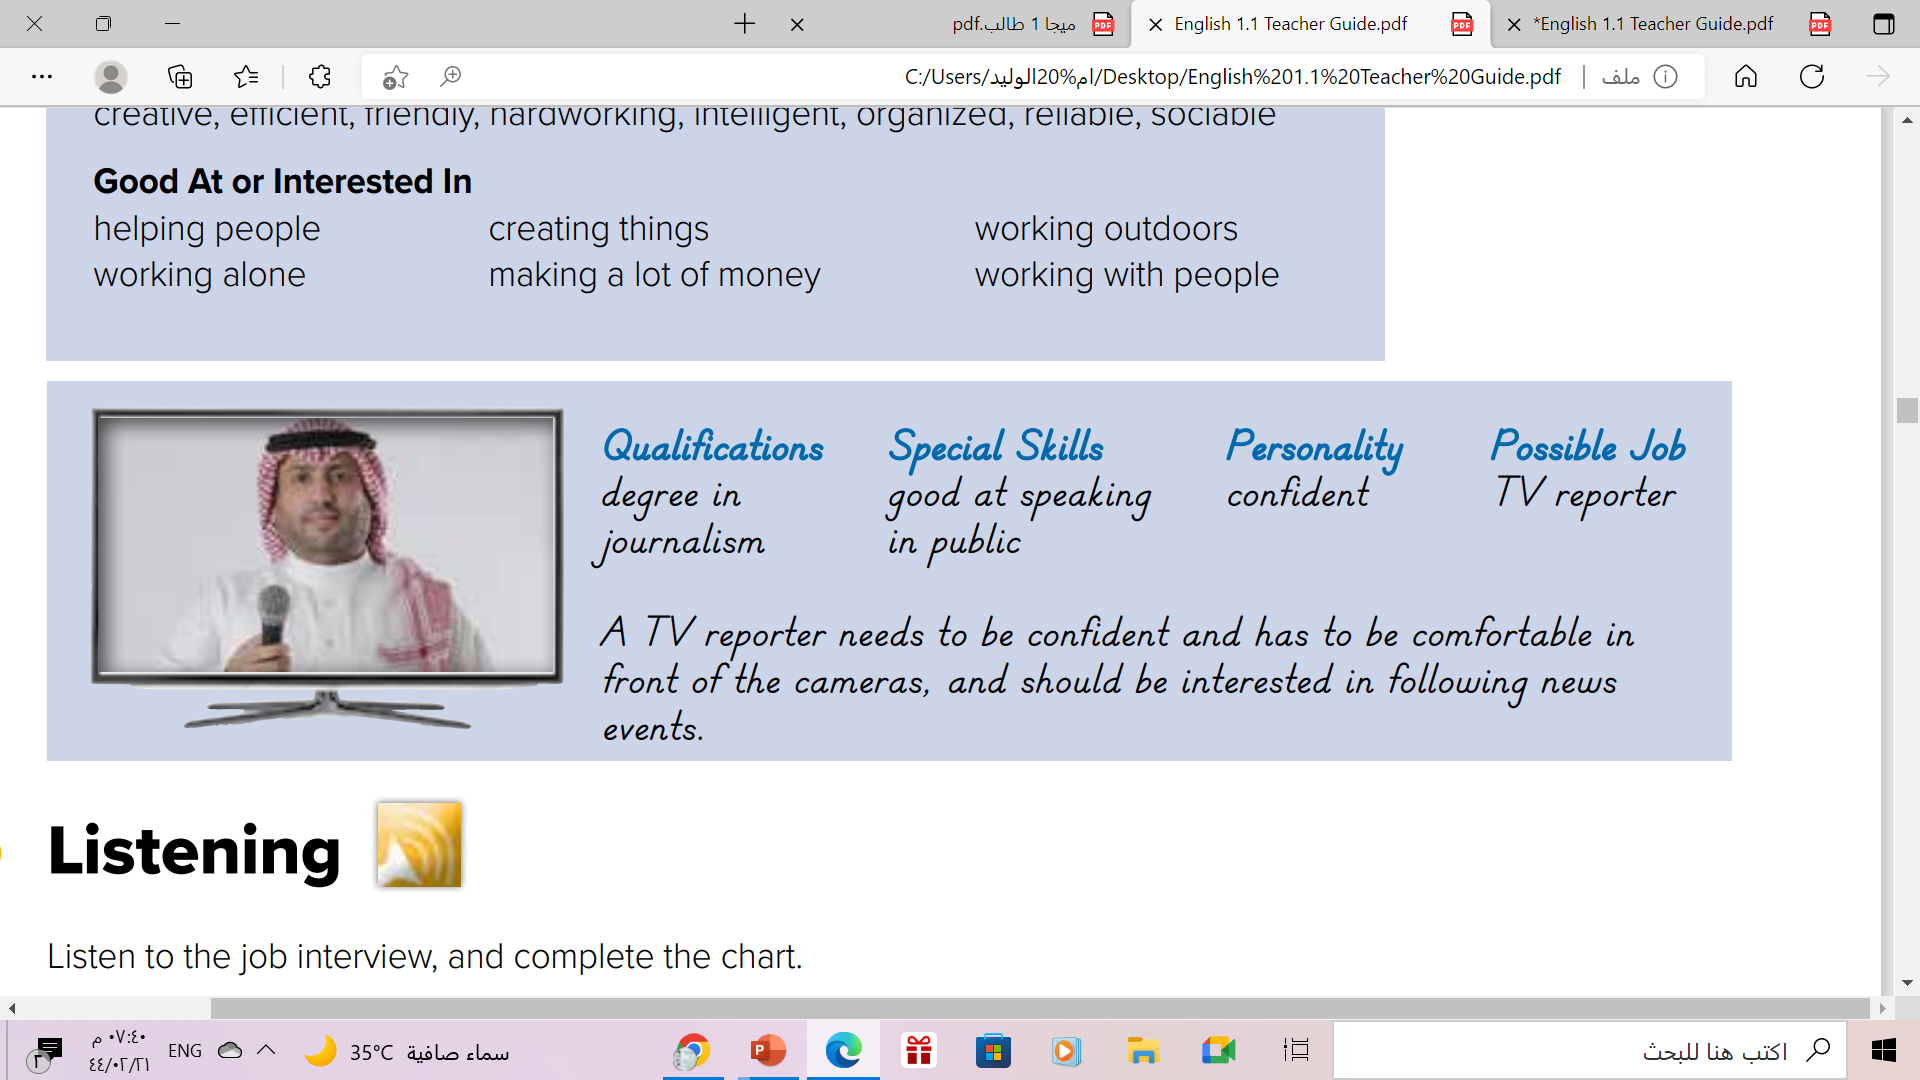 ميجا 1 طالب.pdf
English 1.1 Teacher Guide.pdf
*English 1.1 Teacher Guide.pdf
C:/Users/ام%20الوليد/Desktop/English%201.1%20Teacher%20Guide.pdf
ملف
creative, efficient, friendly, hardworking, intelligent, organized, reliable, sociable
Good At or Interested In
helping people creating things working outdoors
working alone making a lot of money working with people
Qualifications Special Skills Personality Possible Job
degree in good at speaking confident TV reporter
journalism in public
A TV reporter needs to be confident and has to be comfortable in
front of the cameras, and should be interested in following news
events.
Listening
Listen to the job interview, and complete the chart.
٠٧:٤٠ م
٤٤/٠٢/٢١
٢
ENG
35°C سماء صافية
اكتب هنا للبحث